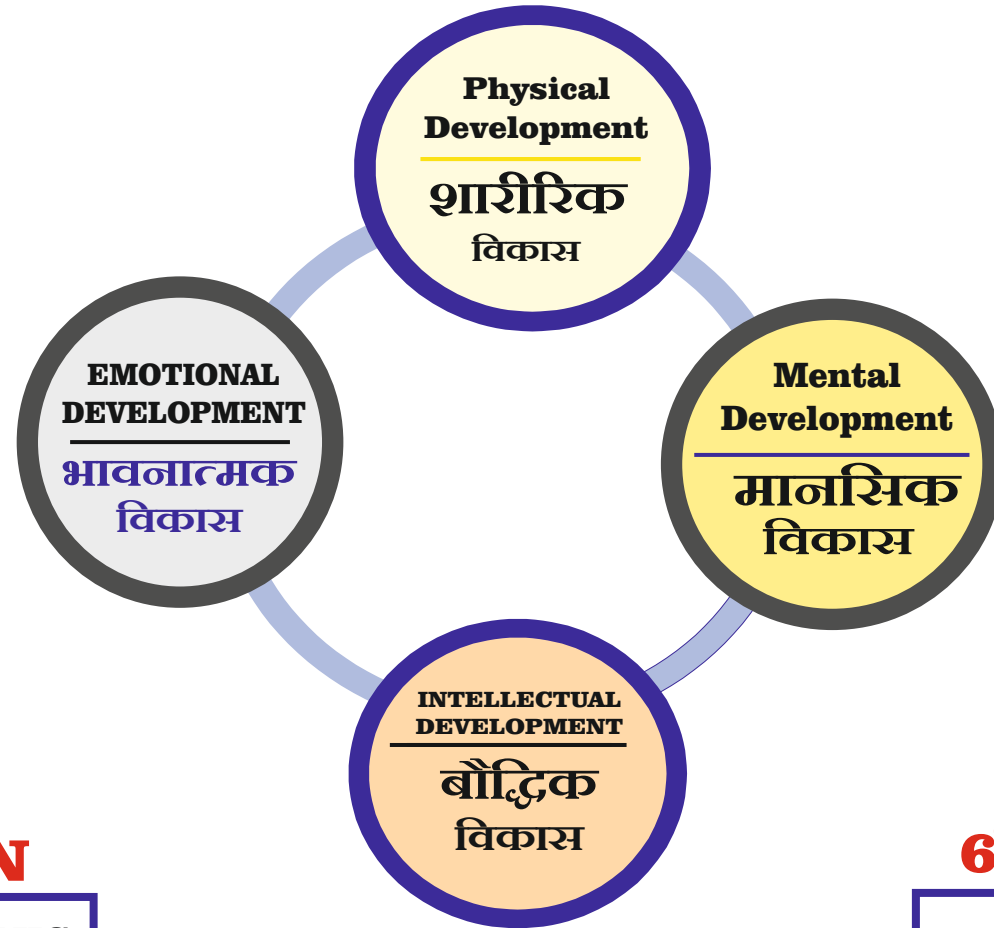 Physical
Development
शारीरिक
विकास
EMOTIONAL
DEVELOPMENT
भावनात्मक
विकास
Mental
Development
मानसिक
विकास
INTELLECTUAL
DEVELOPMENT
बौद्धिक
विकास
N
6